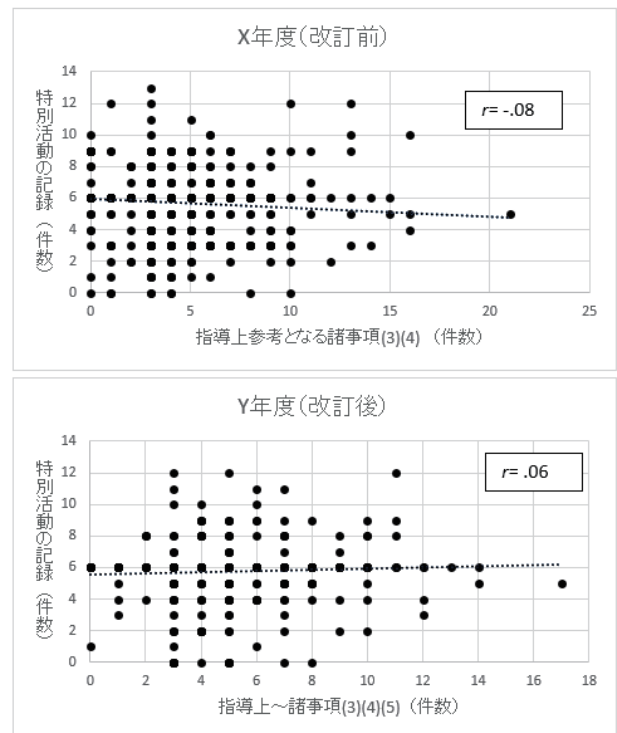 X年度（改訂前）
特別活動の記録（件数）
14
12
10
8
6
4
2
0
r= -.08
0 5 10 15 20 25
指導上参考となる諸事項(3)(4) （件数）
Y年度（改訂後）
特別活動の記録（件数）
14
12
10
8
6
4
2
0
r= .06
0 2 4 6 8 10 12 14 16 18
指導上～諸事項(3)(4)(5)（件数）